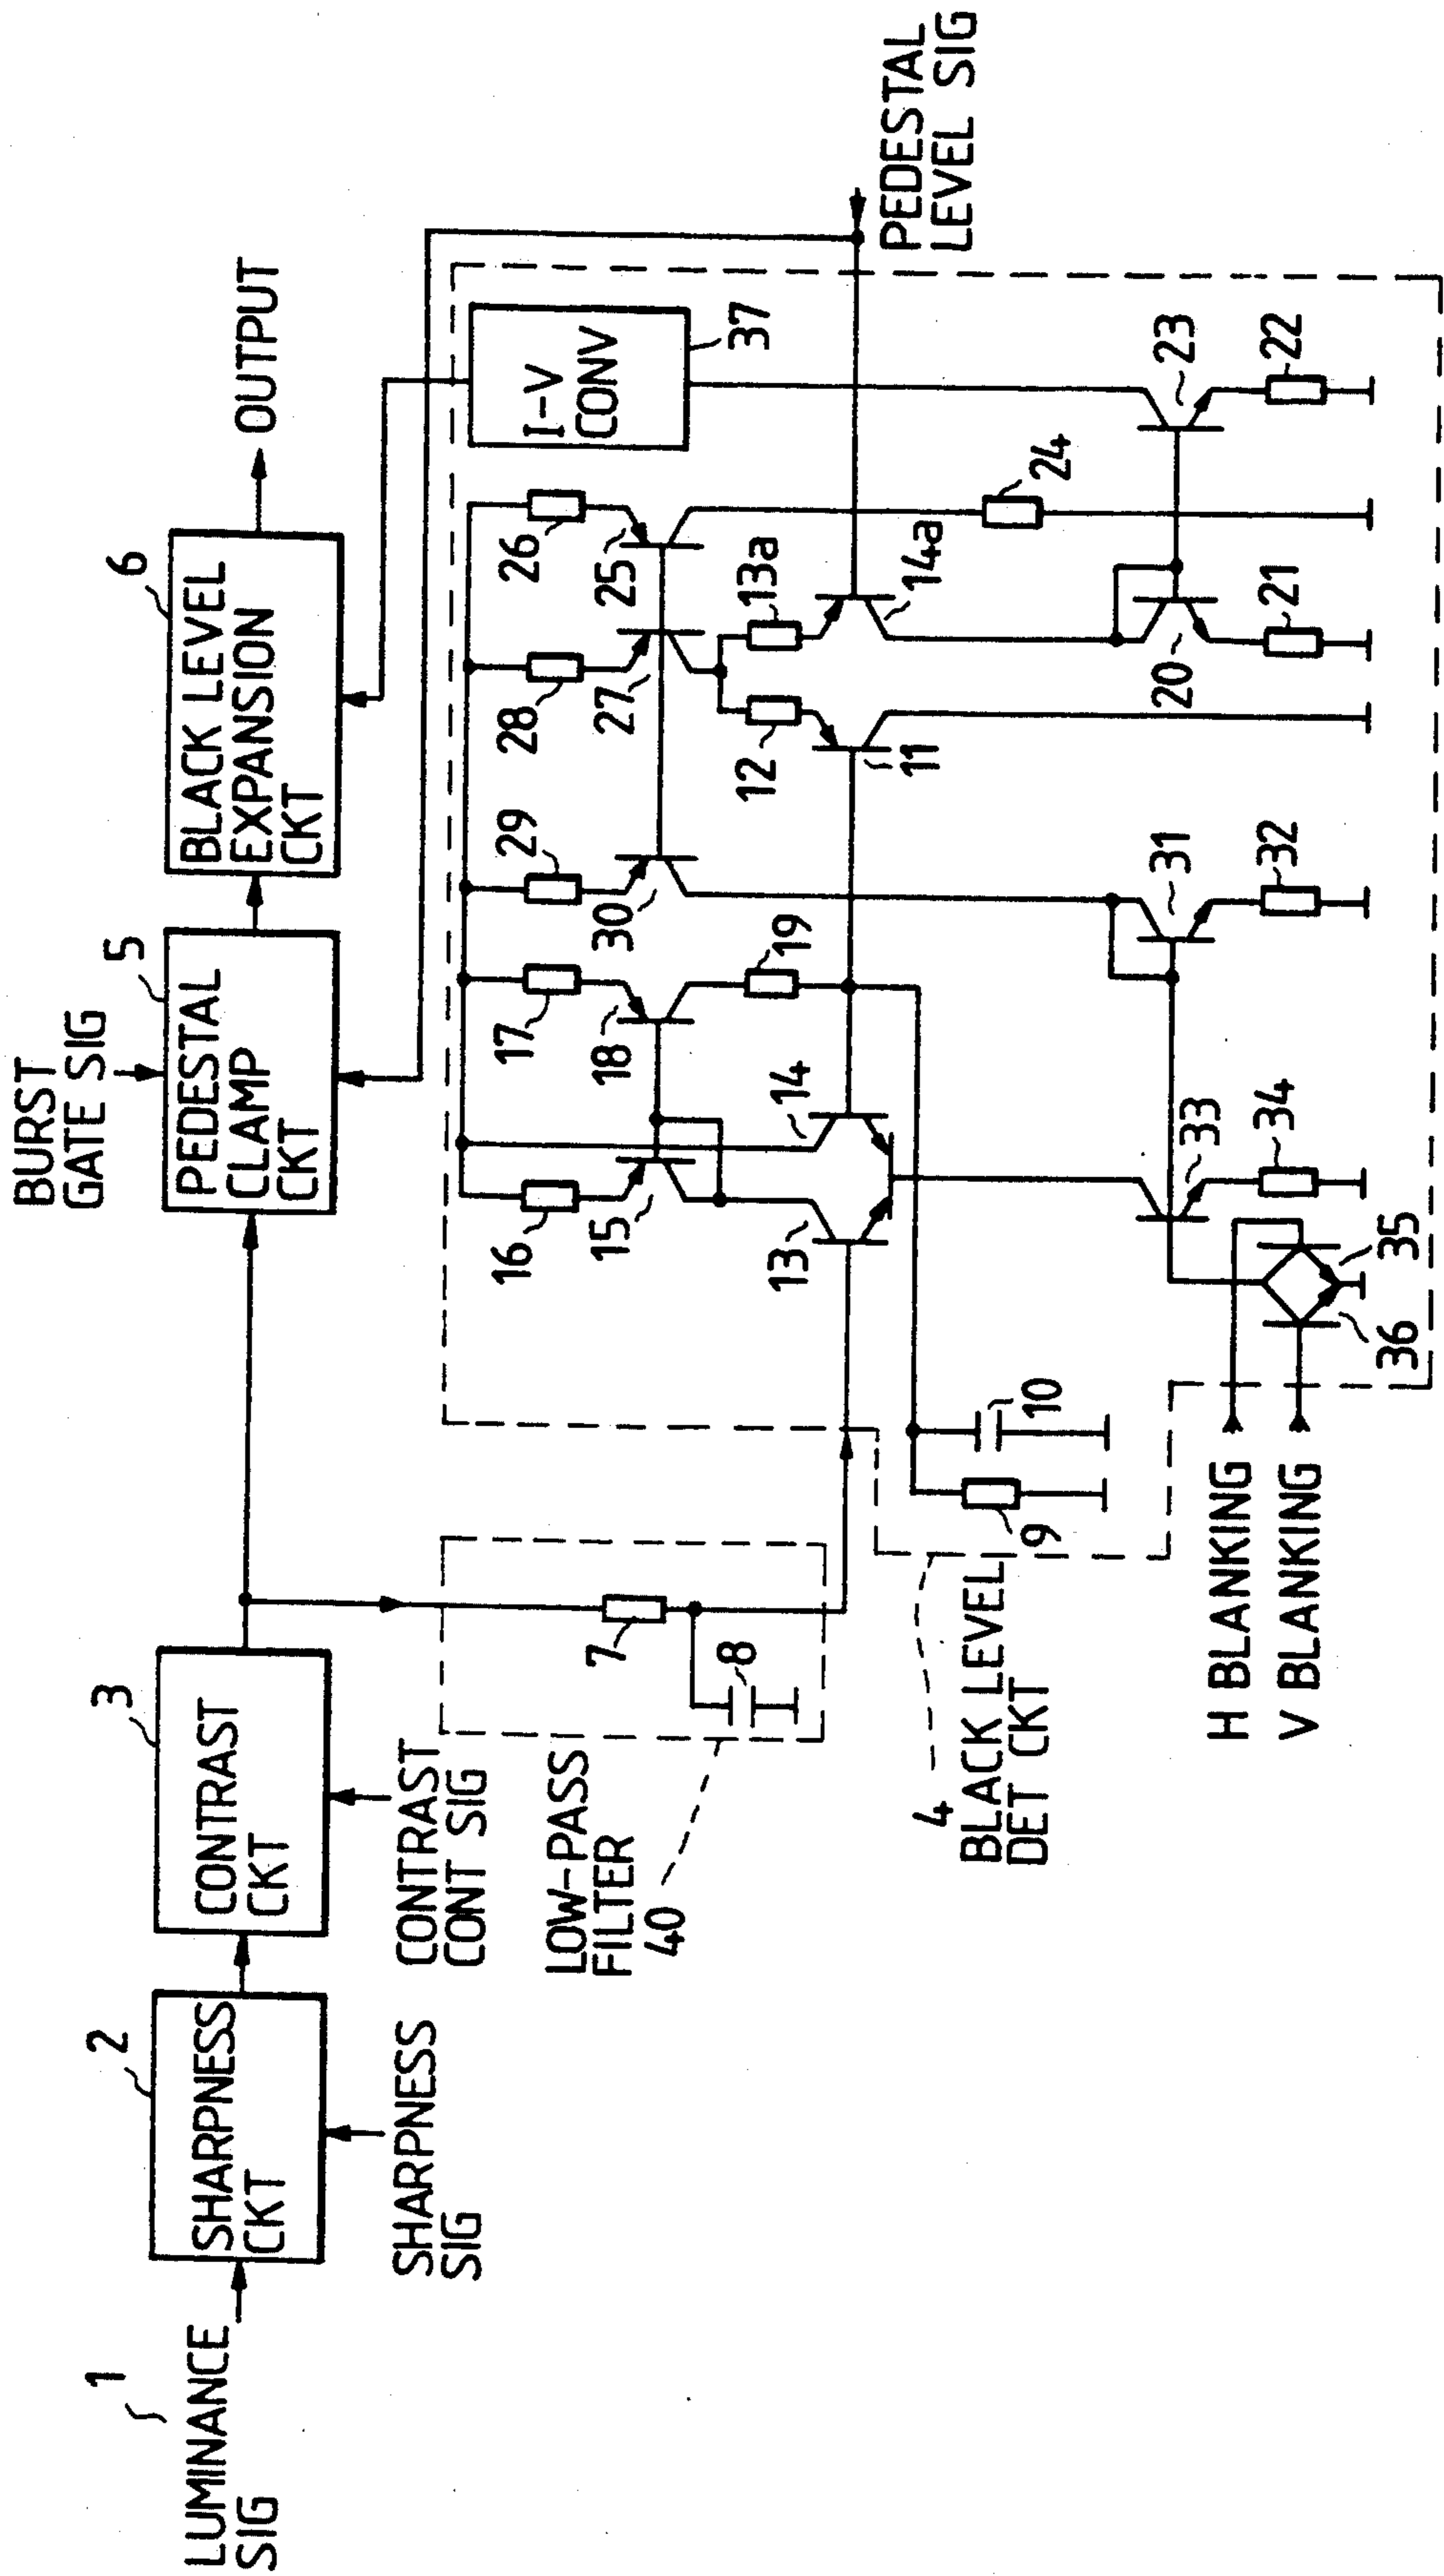 1
LUMINANCE
SIG
2
SHARPNESS
CKT
SHARPNESS
SIG
3
CONTRAST
CKT
CONTRAST
CONT SIG
BURST
GATE SIG
5
PEDESTAL
CLAMP
CKT
6
BLACK LEVEL
EXPANSION
CKT
OUTPUT
LOW-PASS
FILTER
40
7
8
4
BLACK LEVEL
DET CKT
9
10
H BLANKING
V BLANKING
16
15
13
14
17
18
19
29
30
28
27
26
25
12
11
13a
14a
24
I-V
CONV
37
PEDESTAL
LEVEL SIG
33
34
35
36
31
32
20
21
23
22